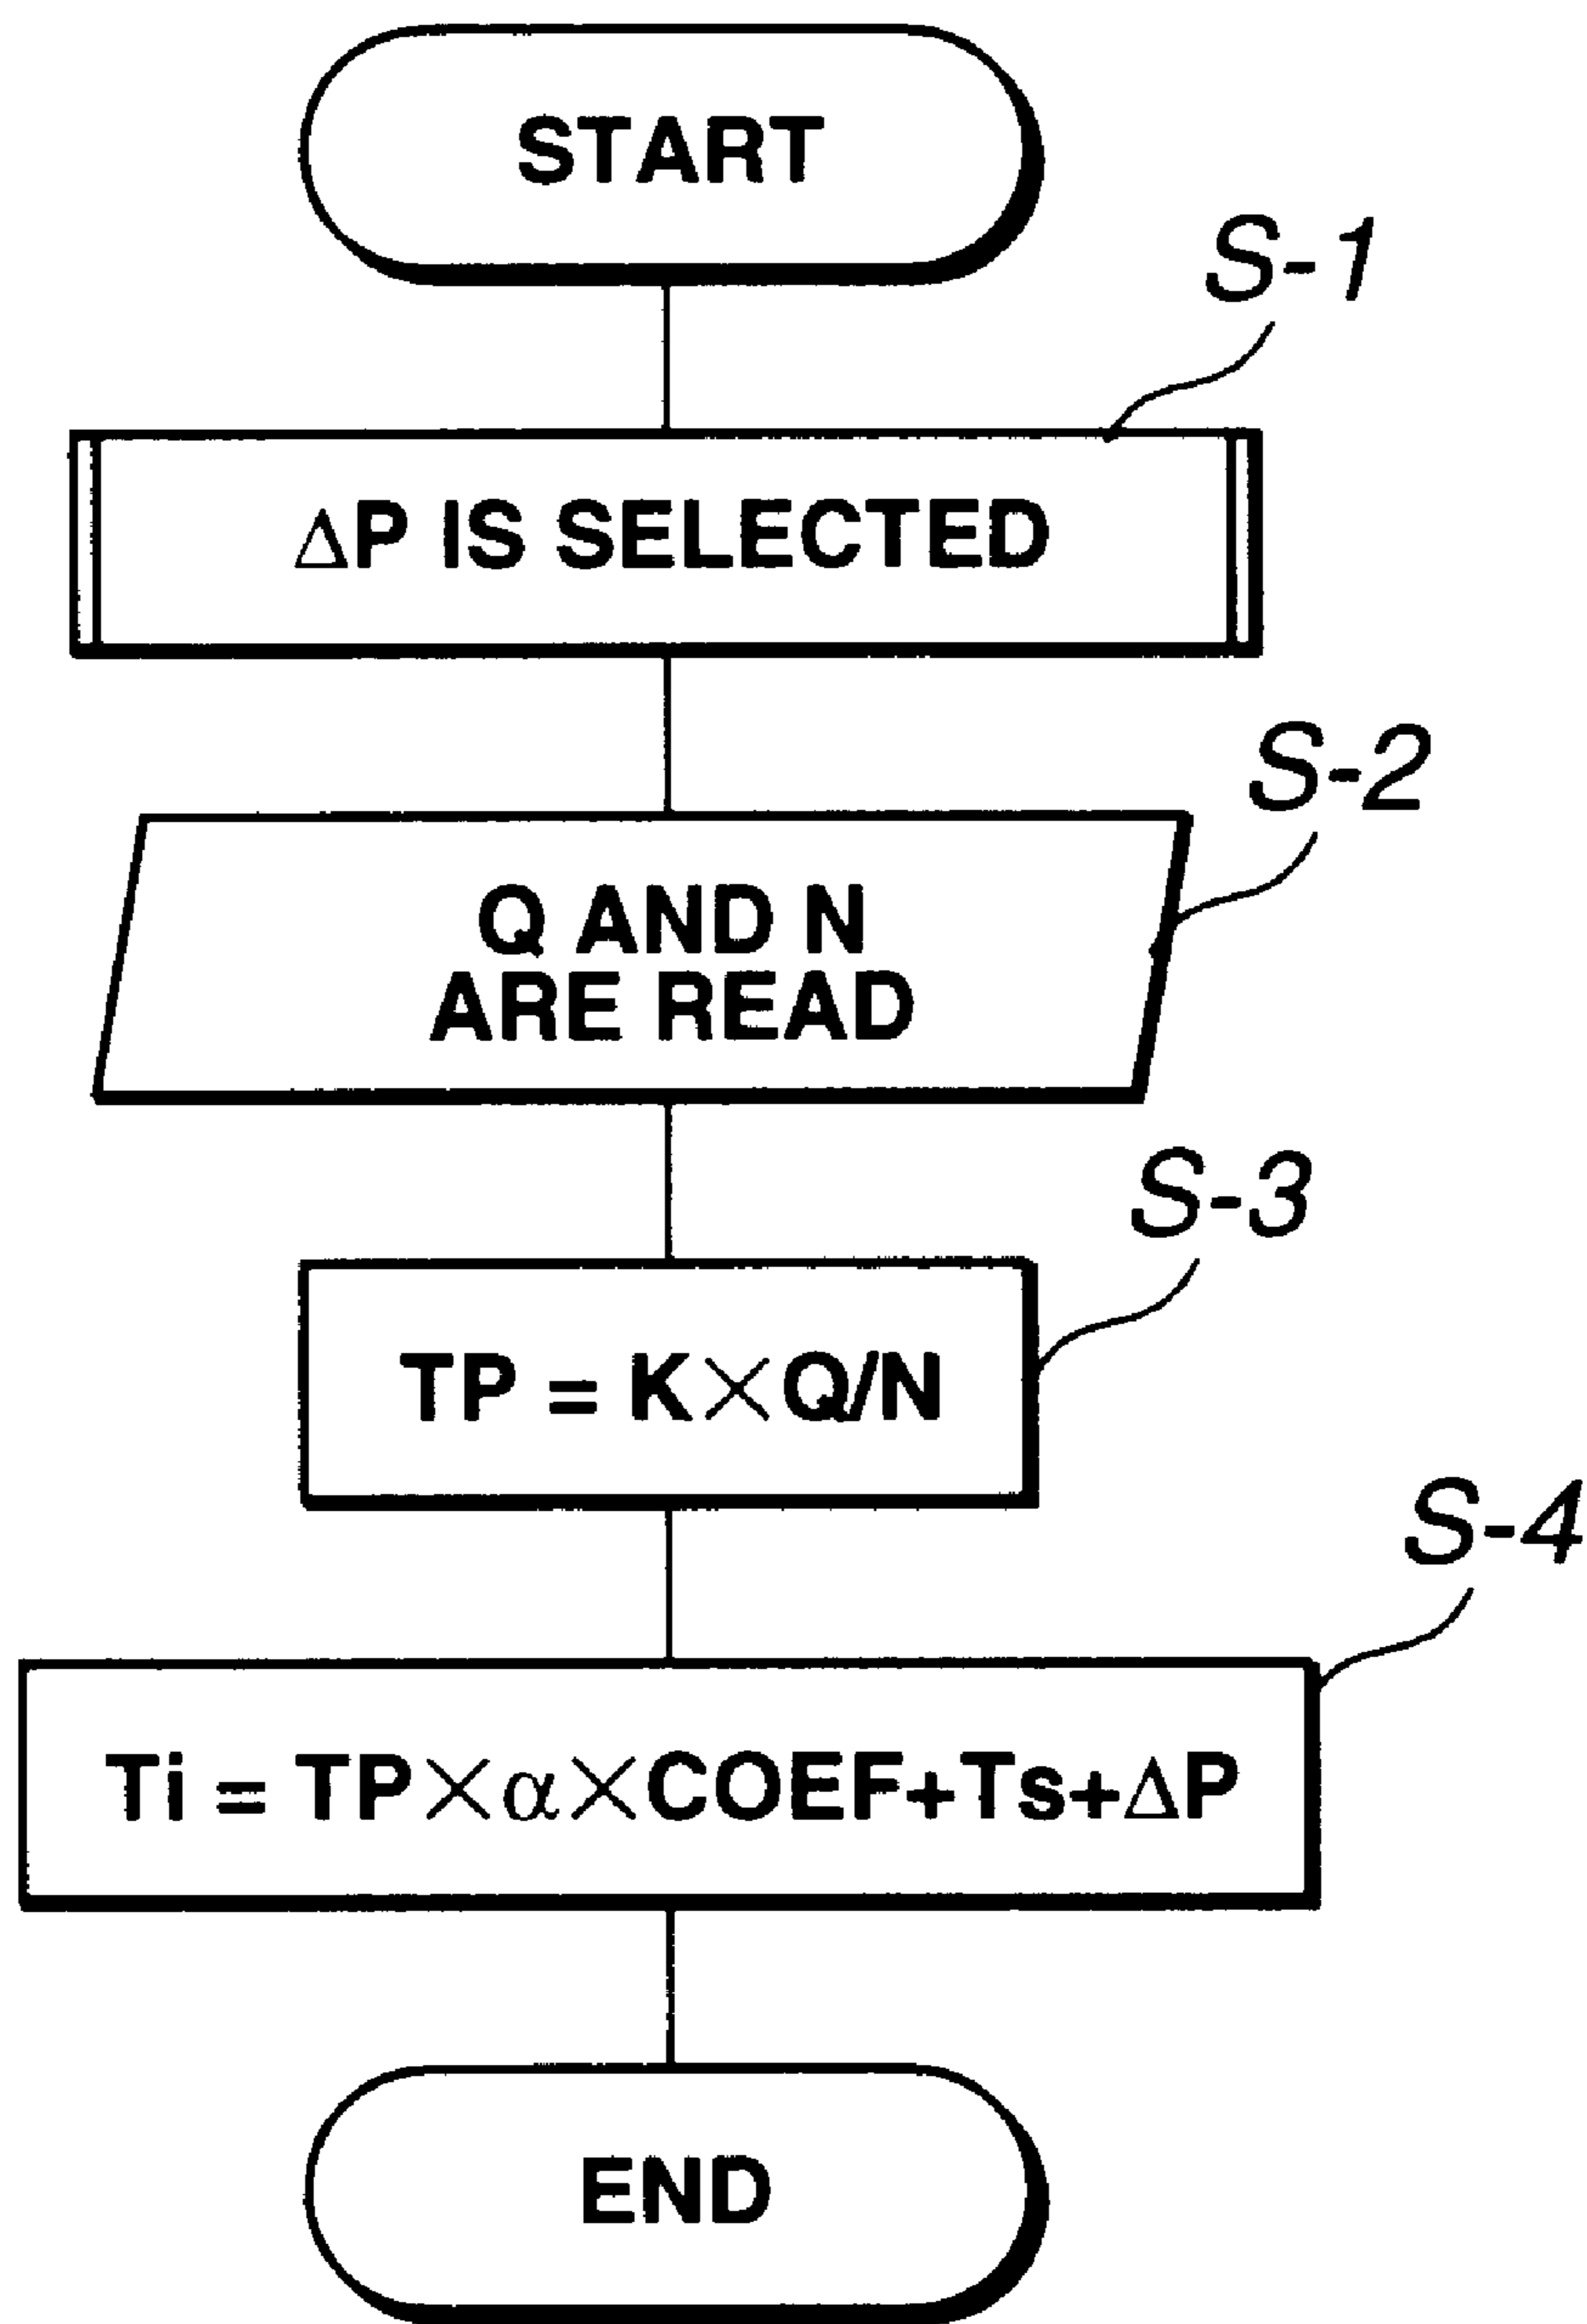 START
S-1
ΔP IS SELECTED
S-2
Q AND N
ARE READ
S-3
TP = K×Q/N
S-4
Ti = TP×α×COEF+Ts+ΔP
END